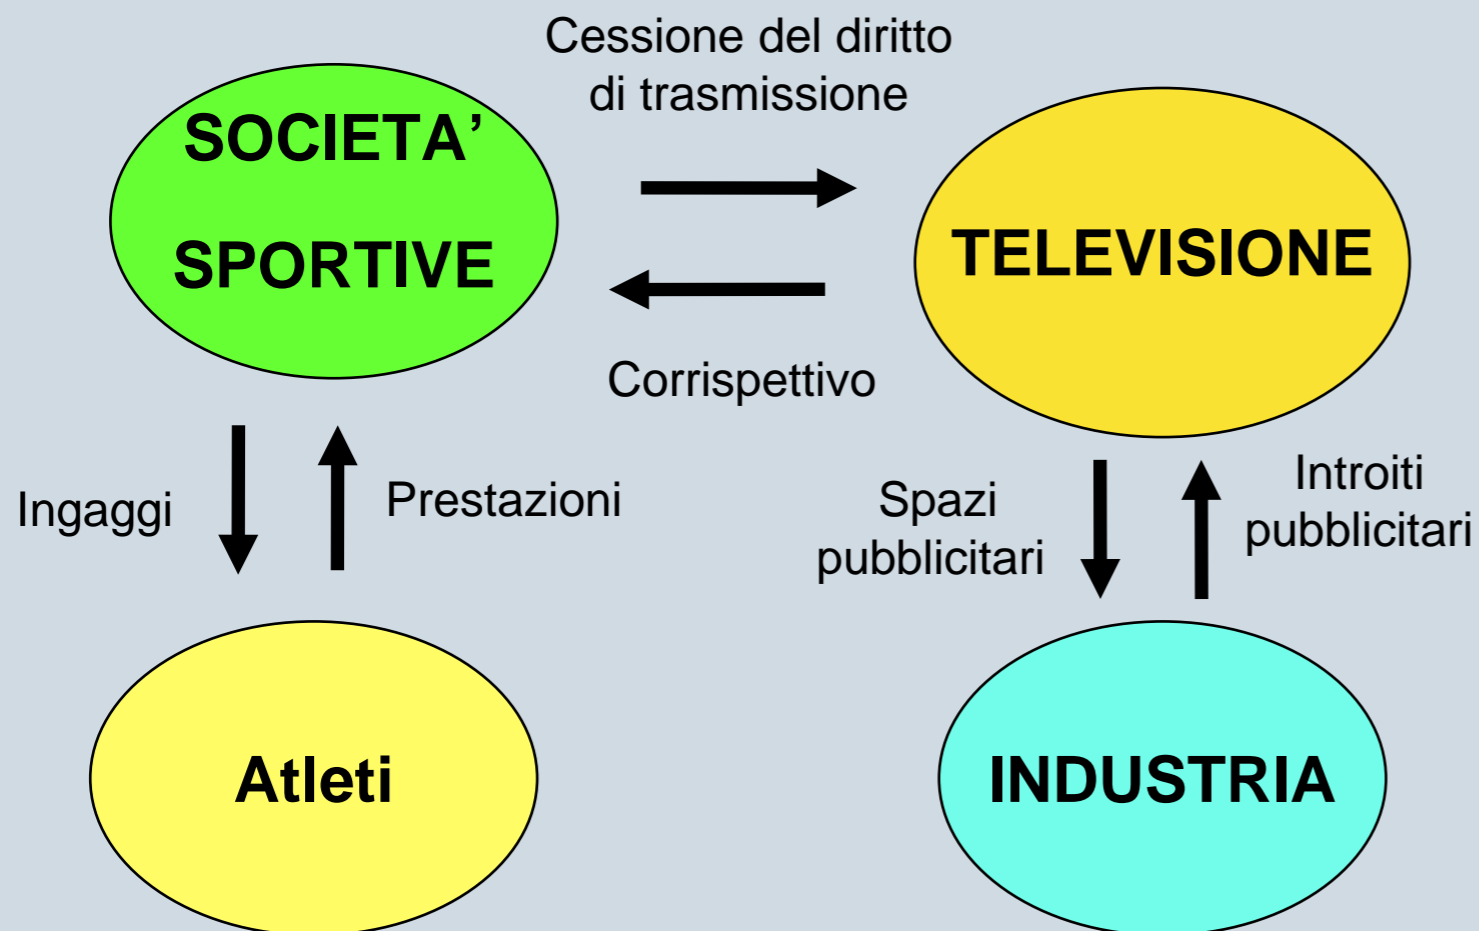 Cessione del diritto
di trasmissione
SOCIETA’
SPORTIVE
TELEVISIONE
Corrispettivo
Ingaggi
Prestazioni
Spazi
pubblicitari
Introiti
pubblicitari
Atleti
INDUSTRIA